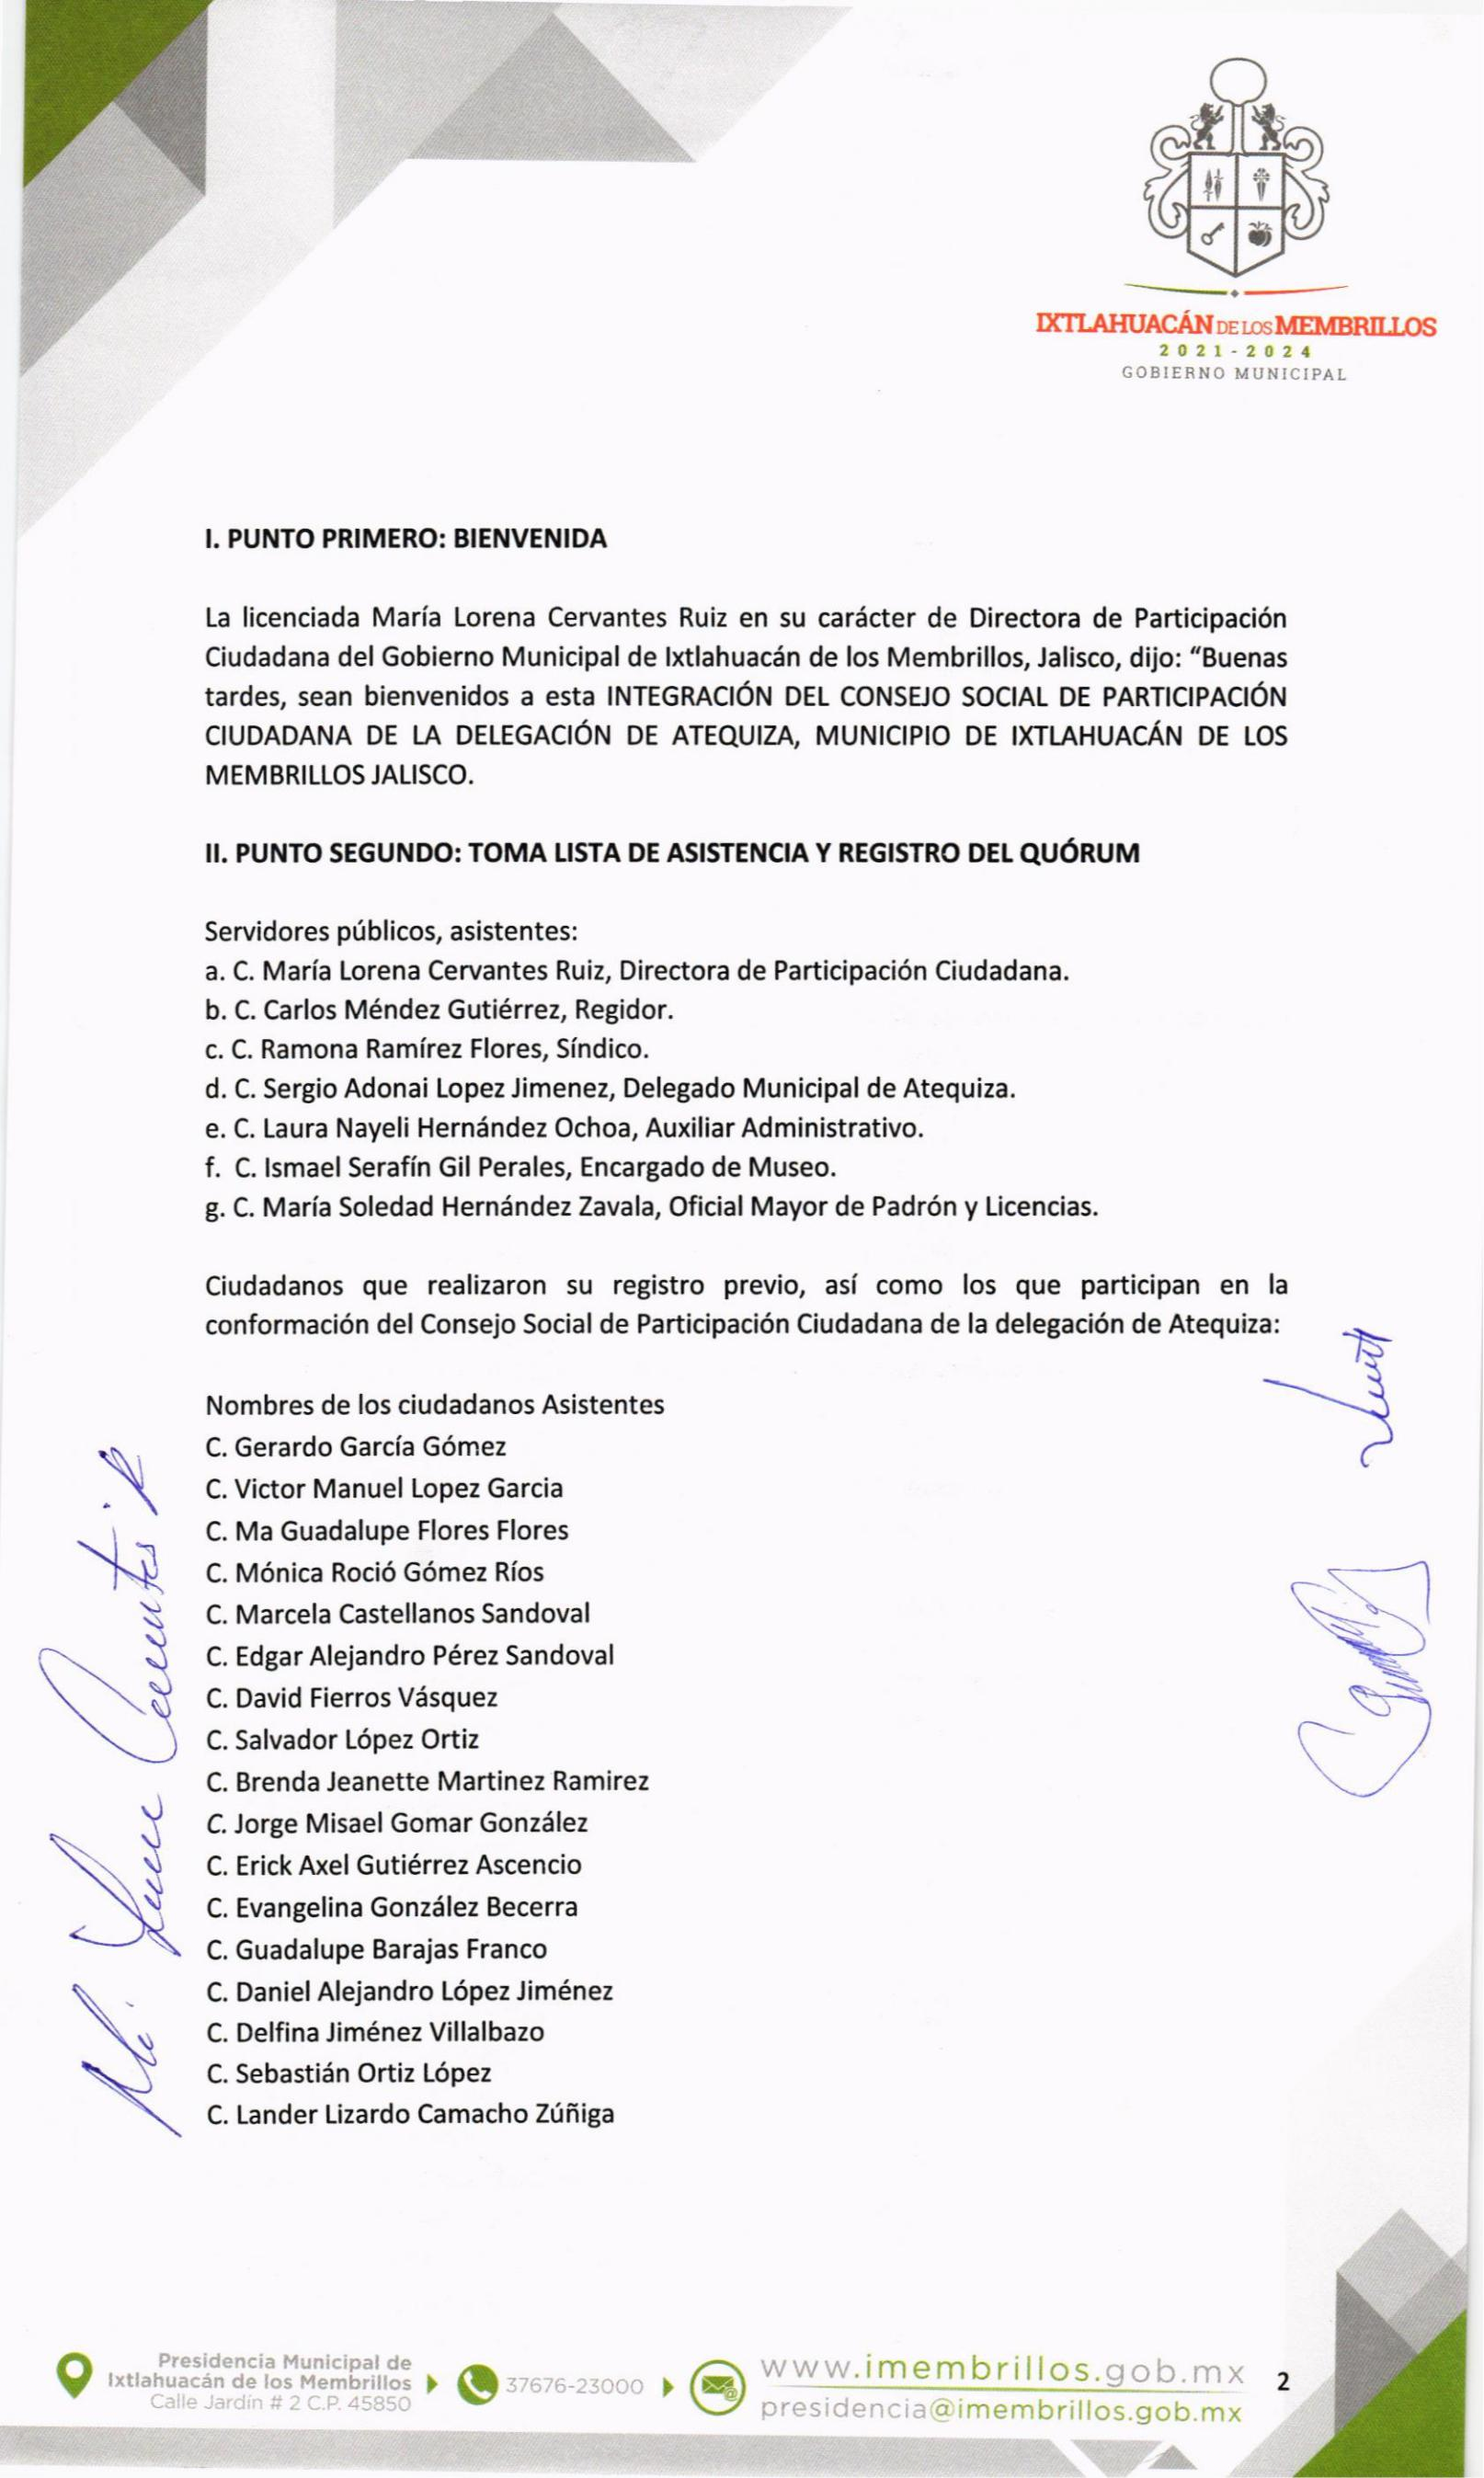 IXTLAHUACÁN DE LOS MEMBRILLOS
2021-2024
GOBIERNO MUNICIPAL
I. PUNTO PRIMERO: BIENVENIDA
La licenciada María Lorena Cervantes Ruiz en su carácter de Directora de Participación
Ciudadana del Gobierno Municipal de Ixtlahuacán de los Membrillos, Jalisco, dijo: “Buenas
tardes, sean bienvenidos a esta INTEGRACIÓN DEL CONSEJO SOCIAL DE PARTICIPACIÓN
CIUDADANA DE LA DELEGACIÓN DE ATEQUIZA, MUNICIPIO DE IXTLAHUACÁN DE LOS
MEMBRILLOS JALISCO.
II. PUNTO SEGUNDO: TOMA LISTA DE ASISTENCIA Y REGISTRO DEL QUÓRUM
Servidores públicos, asistentes:
a. C. María Lorena Cervantes Ruiz, Directora de Participación Ciudadana.
b. C. Carlos Méndez Gutiérrez, Regidor.
c. C. Ramona Ramírez Flores, Síndico.
d. C. Sergio Adonai Lopez Jimenez, Delegado Municipal de Atequiza.
e. C. Laura Nayeli Hernández Ochoa, Auxiliar Administrativo.
f. C. Ismael Serafín Gil Perales, Encargado de Museo.
g. C. María Soledad Hernández Zavala, Oficial Mayor de Padrón y Licencias.
Ciudadanos que realizaron su registro previo, así como los que participan en la
conformación del Consejo Social de Participación Ciudadana de la delegación de Atequiza:
Nombres de los ciudadanos Asistentes
C. Gerardo García Gómez
C. Victor Manuel Lopez Garcia
C. Ma Guadalupe Flores Flores
C. Mónica Roció Gómez Ríos
C. Marcela Castellanos Sandoval
C. Edgar Alejandro Pérez Sandoval
C. David Fierros Vásquez
C. Salvador López Ortiz
C. Brenda Jeanette Martinez Ramirez
C. Jorge Misael Gomar González
C. Erick Axel Gutiérrez Ascencio
C. Evangelina González Becerra
C. Guadalupe Barajas Franco
C. Daniel Alejandro López Jiménez
C. Delfina Jiménez Villalbazo
C. Sebastián Ortiz López
C. Lander Lizardo Camacho Zúñiga
Presidencia Municipal de
Ixtlahuacán de los Membrillos
Calle Jardín # 2 C.P. 45850
37676-23000
www.imembrillos.gob.mx
presidencia@imembrillos.gob.mx
2